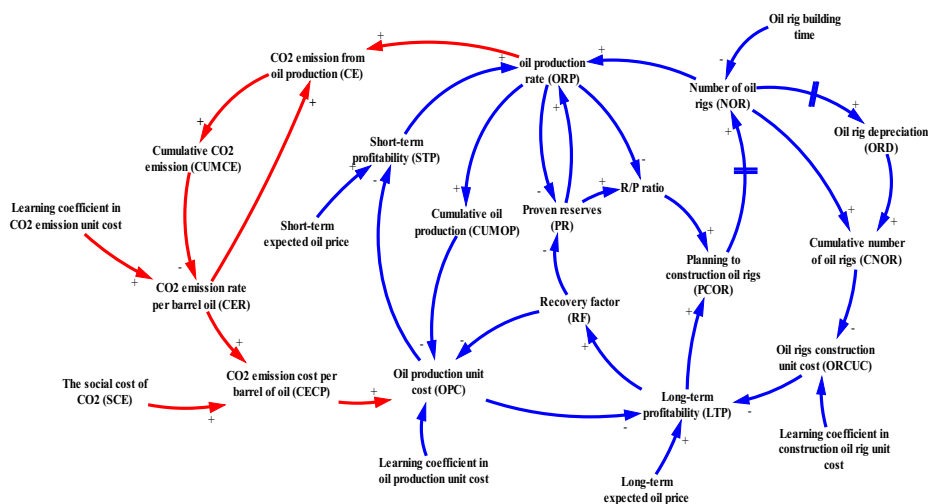 Oil rig building
time
CO2 emission from
oil production (CE)
oil production
rate (ORP)
Number of oil
rigs (NOR)
Oil rig depreciation
(ORD)
Short-term
profitability (STP)
Cumulative CO2
emission (CUMCE)
R/P ratio
Learning coefficient in
CO2 emission unit cost
Short-term
expected oil price
Cumulative oil
production (CUMOP)
Proven reserves
(PR)
Planning to
construction oil rigs
(PCOR)
Cumulative number
of oil rigs (CNOR)
CO2 emission rate
per barrel oil (CER)
Recovery factor
(RF)
Oil rigs construction
unit cost (ORCUC)
The social cost of
CO2 (SCE)
CO2 emission cost per
barrel of oil (CECP)
Oil production unit
cost (OPC)
Long-term
profitability (LTP)
Learning coefficient in
oil production unit cost
Long-term
expected oil price
Learning coefficient in
construction oil rig unit
cost